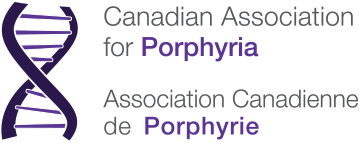 Canadian Association
for Porphyria
Association Canadienne
de Porphyrie